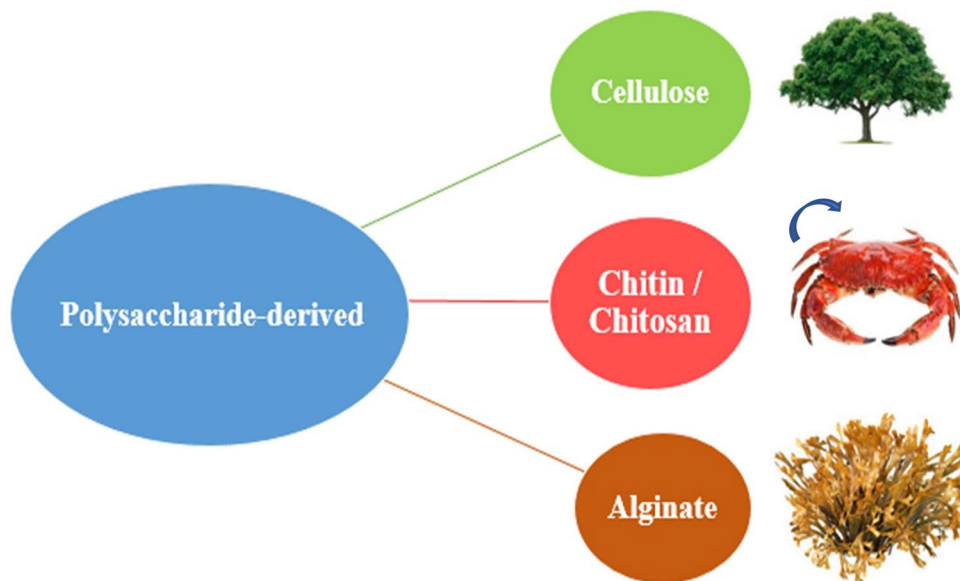 Cellulose
Polysaccharide-derived
Chitin /
Chitosan
Alginate